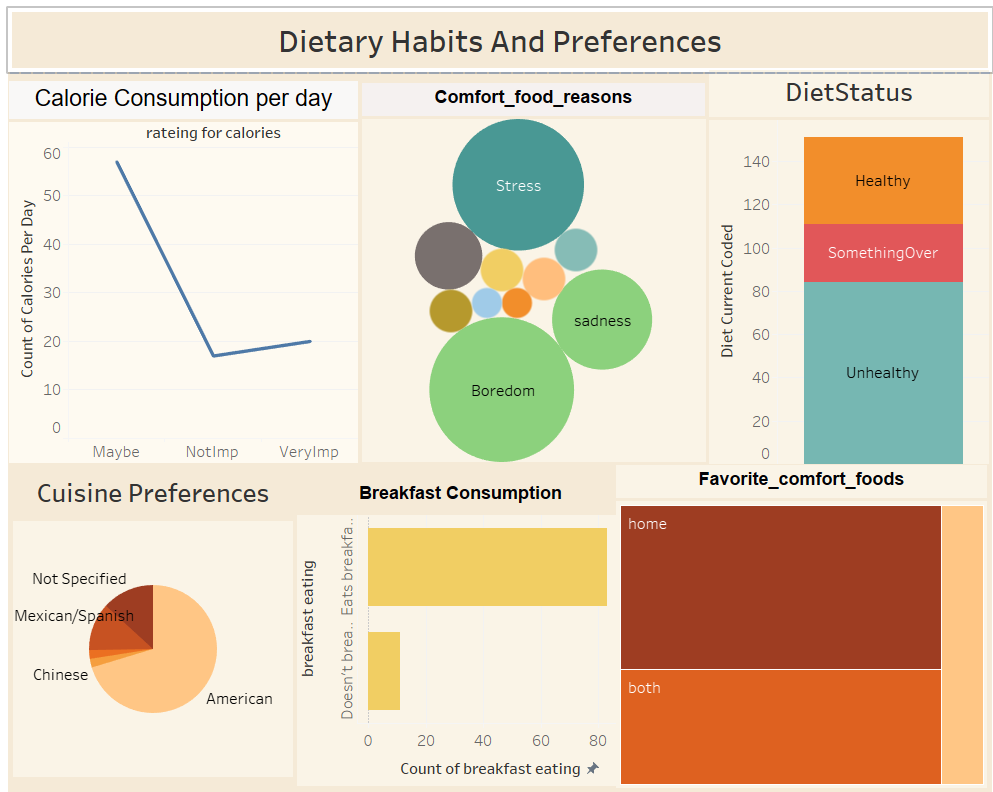 Dietary Habits And Preferences
Calorie Consumption per day
rateing for calories
Count of Calories Per Day
60
50
40
30
20
10
0
Maybe
NotImp
VeryImp
Comfort_food_reasons
Stress
sadness
Boredom
DietStatus
Diet Current Coded
140
120
100
80
60
40
20
0
Healthy
SomethingOver
Unhealthy
Cuisine Preferences
Not Specified
Mexican/Spanish
Chinese
American
Breakfast Consumption
breakfast eating
Eats breakfa..
Doesn't brea..
0
20
40
60
80
Count of breakfast eating
Favorite_comfort_foods
home
both